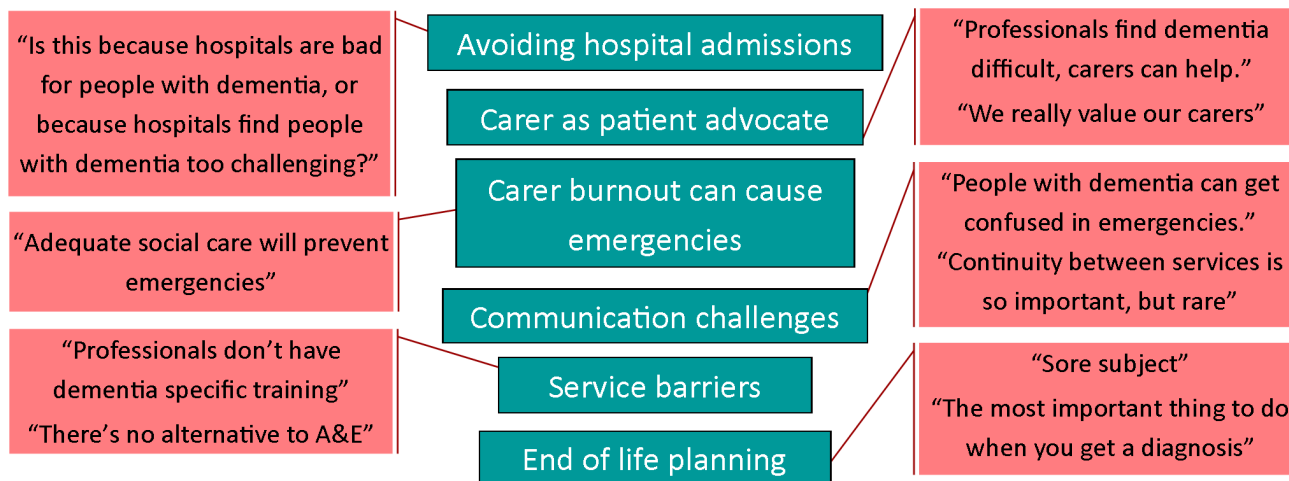 “Is this because hospitals are bad
for people with dementia, or
because hospitals find people
with dementia too challenging?”
“Adequate social care will prevent
emergencies”
“Professionals don’t have
dementia specific training”
“There’s no alternative to A&E”
Avoiding hospital admissions
Carer as patient advocate
Carer burnout can cause
emergencies
Communication challenges
Service barriers
End of life planning
“Professionals find dementia
difficult, carers can help.”
“We really value our carers”
“People with dementia can get
confused in emergencies.”
“Continuity between services is
so important, but rare”
“Sore subject”
“The most important thing to do
when you get a diagnosis”